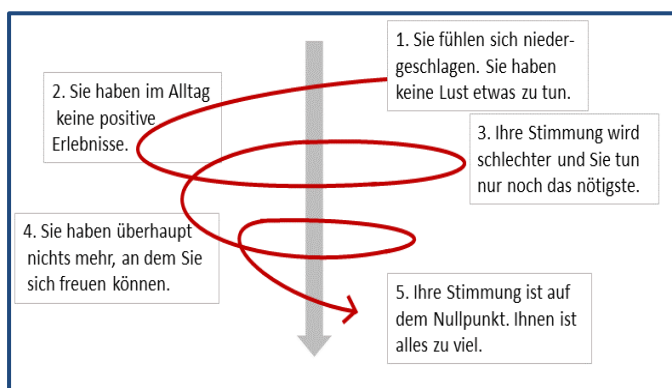 1. Sie fühlen sich nieder-
geschlagen. Sie haben
keine Lust etwas zu tun.
2. Sie haben im Alltag
keine positive
Erlebnisse.
3. Ihre Stimmung wird
schlechter und Sie tun
nur noch das nötigste.
4. Sie haben überhaupt
nichts mehr, an dem Sie
sich freuen können.
5. Ihre Stimmung ist auf
dem Nullpunkt. Ihnen ist
alles zu viel.